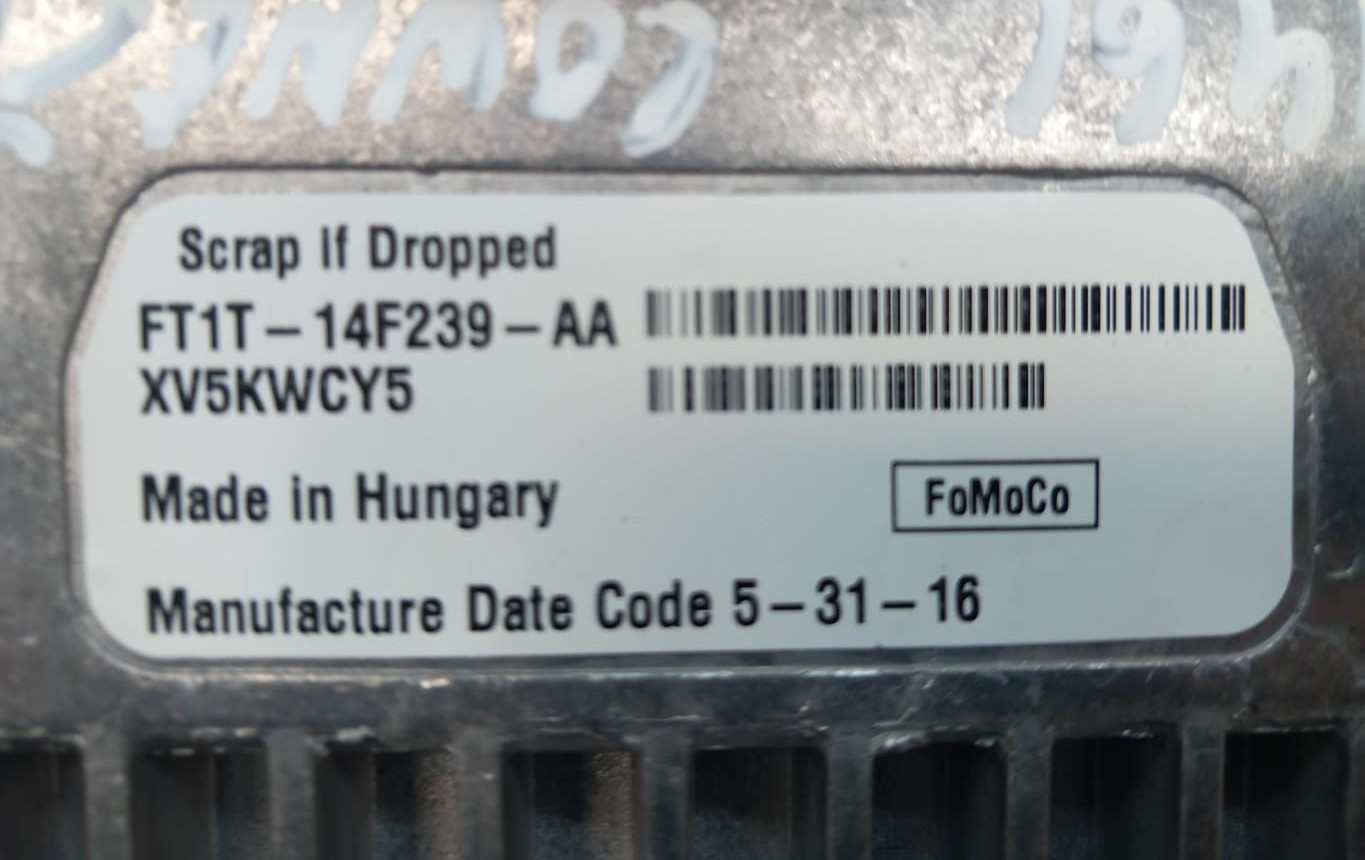 Scrap If Dropped
FT1T-14F239-AA
XV5KWCY5
Made in Hungary
FoMoCo
Manufacture Date Code 5-31-16